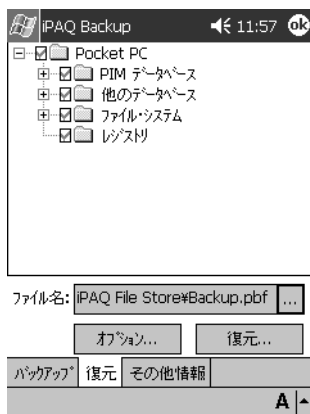 iPAQ Backup 11:57 ok
Pocket PC
PIM ﾃﾞｰﾀﾍﾞｰｽ
他のﾃﾞｰﾀﾍﾞｰｽ
ﾌｧｲﾙ･ｼｽﾃﾑ
ﾚｼﾞｽﾄﾘ
ﾌｧｲﾙ名: iPAQ File Store¥Backup.pbf ...
ｵﾌﾟｼｮﾝ... 復元...
ﾊﾞｯｸｱｯﾌﾟ 復元 その他情報
A